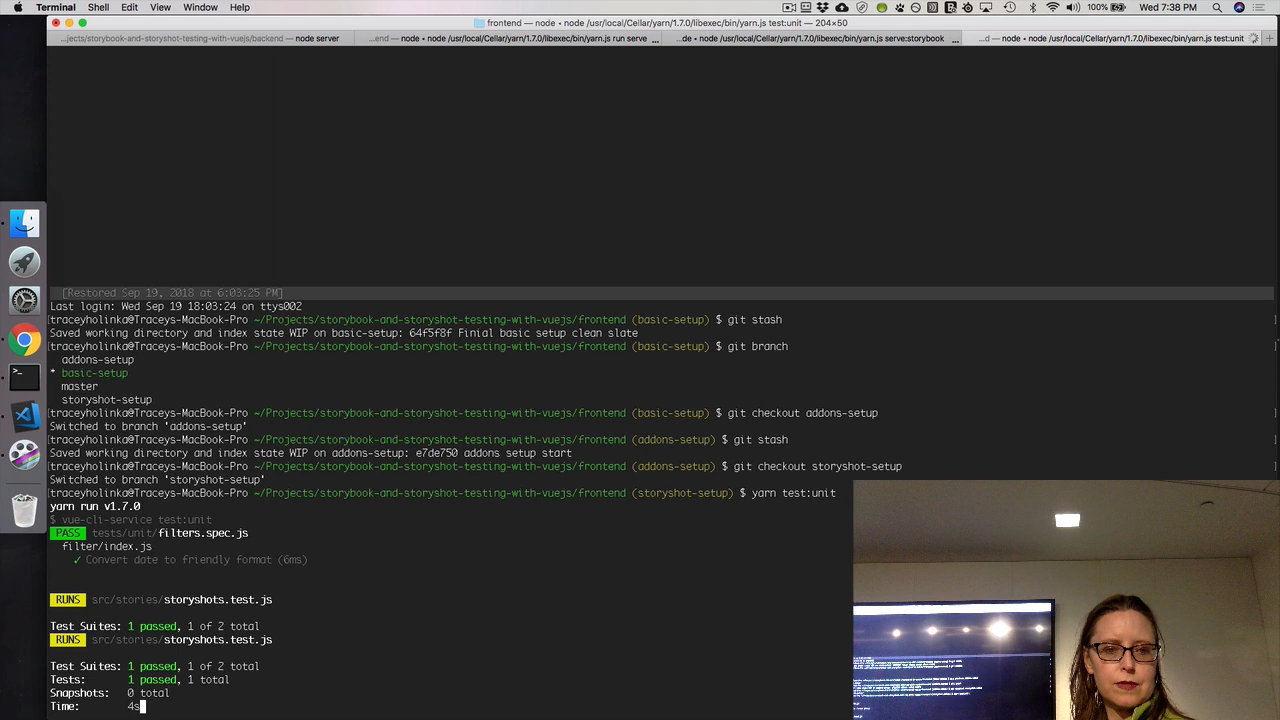 Terminal Shell Edit View Window Help 100% Wed 7:38 PM
frontend — node • node /usr/local/Cellar/yarn/1.7.0/libexec/bin/yarn.js test:unit — 204×50
...jects/storybook-and-storyshot-testing-with-vuejs/backend — node server ...end — node • node /usr/local/Cellar/yarn/1.7.0/libexec/bin/yarn.js run serve ... ...de • node /usr/local/Cellar/yarn/1.7.0/libexec/bin/yarn.js serve:storybook ... ...d — node • node /usr/local/Cellar/yarn/1.7.0/libexec/bin/yarn.js test:unit
[Restored Sep 19, 2018 at 6:03:25 PM]
Last login: Wed Sep 19 18:03:24 on ttys002
[traceyholinka@Traceys-MacBook-Pro ~/Projects/storybook-and-storyshot-testing-with-vuejs/frontend (basic-setup) $ git stash ]
Saved working directory and index state WIP on basic-setup: 64f5f8f Finial basic setup clean slate
[traceyholinka@Traceys-MacBook-Pro ~/Projects/storybook-and-storyshot-testing-with-vuejs/frontend (basic-setup) $ git branch ]
addons-setup
* basic-setup
master
storyshot-setup
[traceyholinka@Traceys-MacBook-Pro ~/Projects/storybook-and-storyshot-testing-with-vuejs/frontend (basic-setup) $ git checkout addons-setup ]
Switched to branch 'addons-setup'
[traceyholinka@Traceys-MacBook-Pro ~/Projects/storybook-and-storyshot-testing-with-vuejs/frontend (addons-setup) $ git stash ]
Saved working directory and index state WIP on addons-setup: e7de750 addons setup start
[traceyholinka@Traceys-MacBook-Pro ~/Projects/storybook-and-storyshot-testing-with-vuejs/frontend (addons-setup) $ git checkout storyshot-setup ]
Switched to branch 'storyshot-setup'
[traceyholinka@Traceys-MacBook-Pro ~/Projects/storybook-and-storyshot-testing-with-vuejs/frontend (storyshot-setup) $ yarn test:unit
yarn run v1.7.0
$ vue-cli-service test:unit
PASS tests/unit/filters.spec.js
filter/index.js
✓ Convert date to friendly format (6ms)
RUNS src/stories/storyshots.test.js
Test Suites: 1 passed, 1 of 2 total
RUNS src/stories/storyshots.test.js
Test Suites: 1 passed, 1 of 2 total
Tests: 1 passed, 1 total
Snapshots: 0 total
Time: 4s